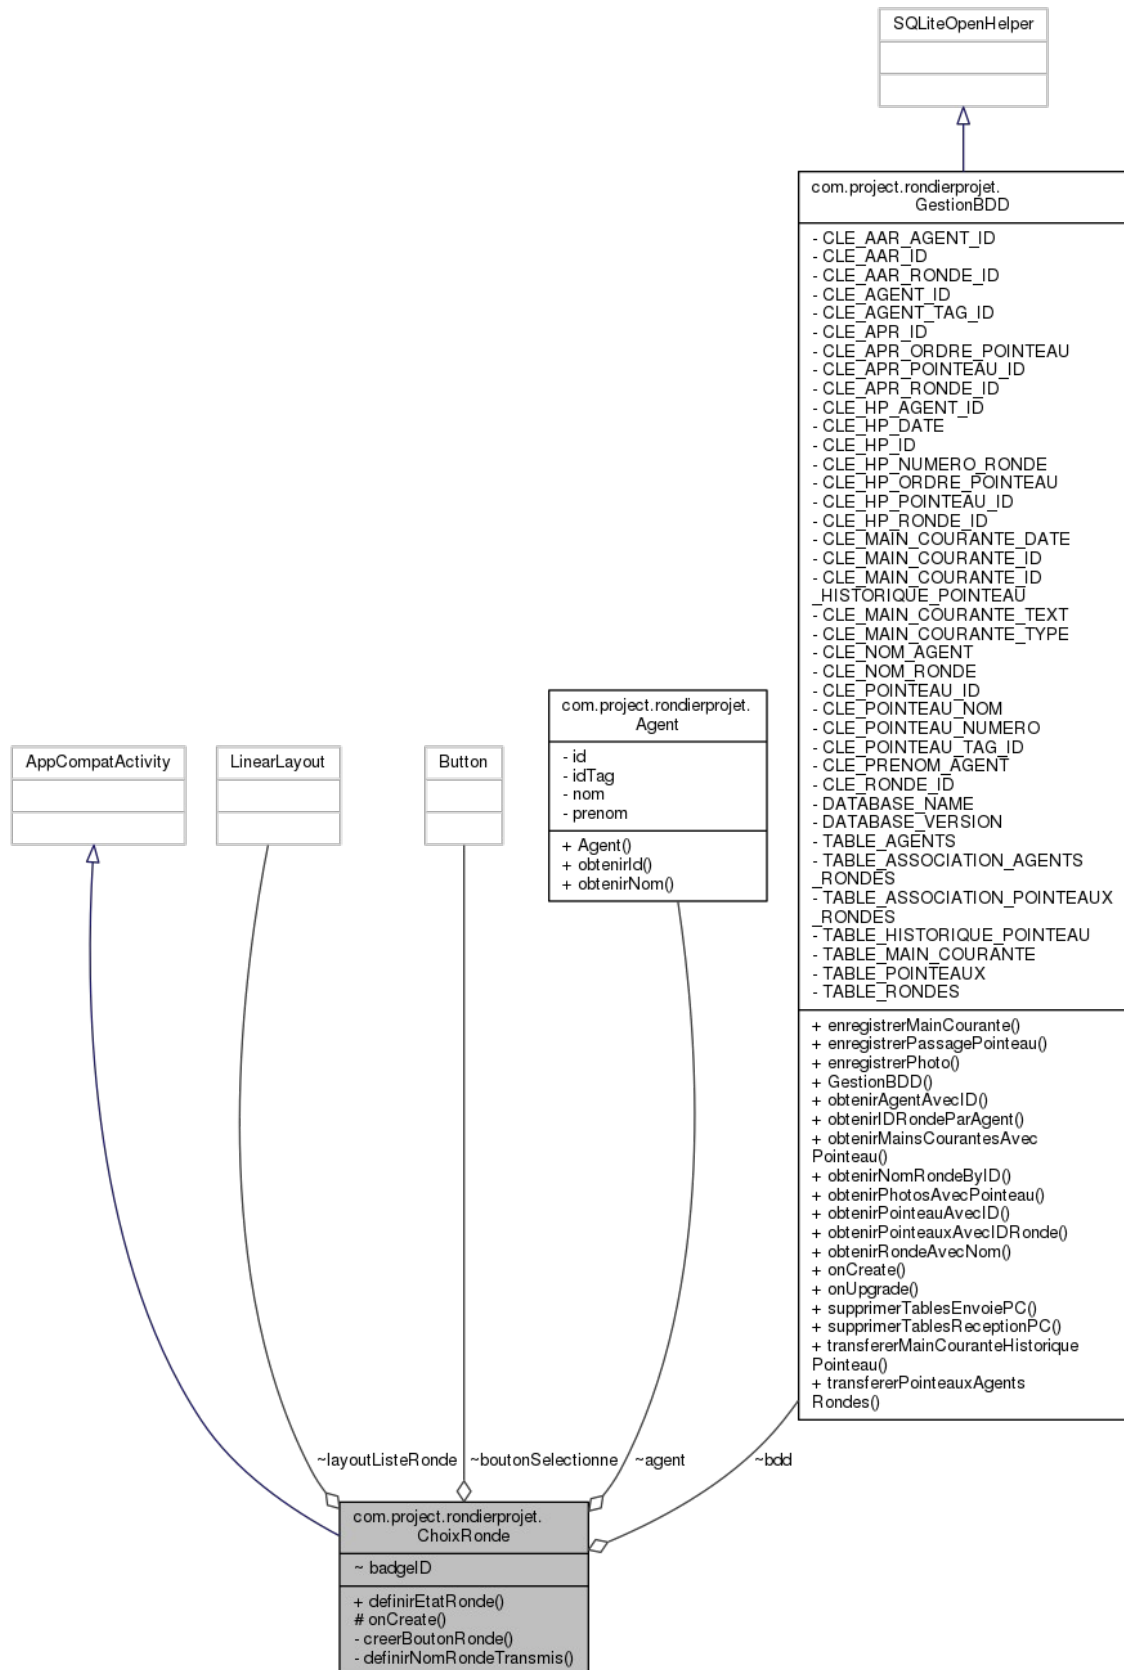 SQLiteOpenHelper
com.project.rondierprojet.
GestionBDD
- CLE_AAR_AGENT_ID
- CLE_AAR_ID
- CLE_AAR_RONDE_ID
- CLE_AGENT_ID
- CLE_AGENT_TAG_ID
- CLE_APR_ID
- CLE_APR_ORDRE_POINTEAU
- CLE_APR_POINTEAU_ID
- CLE_APR_RONDE_ID
- CLE_HP_AGENT_ID
- CLE_HP_DATE
- CLE_HP_ID
- CLE_HP_NUMERO_RONDE
- CLE_HP_ORDRE_POINTEAU
- CLE_HP_POINTEAU_ID
- CLE_HP_RONDE_ID
- CLE_MAIN_COURANTE_DATE
- CLE_MAIN_COURANTE_ID
- CLE_MAIN_COURANTE_ID
_HISTORIQUE_POINTEAU
- CLE_MAIN_COURANTE_TEXT
- CLE_MAIN_COURANTE_TYPE
- CLE_NOM_AGENT
- CLE_NOM_RONDE
- CLE_POINTEAU_ID
- CLE_POINTEAU_NOM
- CLE_POINTEAU_NUMERO
- CLE_POINTEAU_TAG_ID
- CLE_PRENOM_AGENT
- CLE_RONDE_ID
- DATABASE_NAME
- DATABASE_VERSION
- TABLE_AGENTS
- TABLE_ASSOCIATION_AGENTS
_RONDES
- TABLE_ASSOCIATION_POINTEAUX
_RONDES
- TABLE_HISTORIQUE_POINTEAU
- TABLE_MAIN_COURANTE
- TABLE_POINTEAUX
- TABLE_RONDES
+ enregistrerMainCourante()
+ enregistrerPassagePointeau()
+ enregistrerPhoto()
+ GestionBDD()
+ obtenirAgentAvecID()
+ obtenirIDRondeParAgent()
+ obtenirMainsCourantesAvec
Pointeau()
+ obtenirNomRondeByID()
+ obtenirPhotosAvecPointeau()
+ obtenirPointeauAvecID()
+ obtenirPointeauxAvecIDRonde()
+ obtenirRondeAvecNom()
+ onCreate()
+ onUpgrade()
+ supprimerTablesEnvoiePC()
+ supprimerTablesReceptionPC()
+ transfererMainCouranteHistorique
Pointeau()
+ transfererPointeauxAgents
Rondes()
AppCompatActivity
LinearLayout
Button
com.project.rondierprojet.
Agent
- id
- idTag
- nom
- prenom
+ Agent()
+ obtenirId()
+ obtenirNom()
~layoutListeRonde
~boutonSelectionne
~agent
~bdd
com.project.rondierprojet.
ChoixRonde
~ badgeID
+ definirEtatRonde()
# onCreate()
- creerBoutonRonde()
- definirNomRondeTransmis()